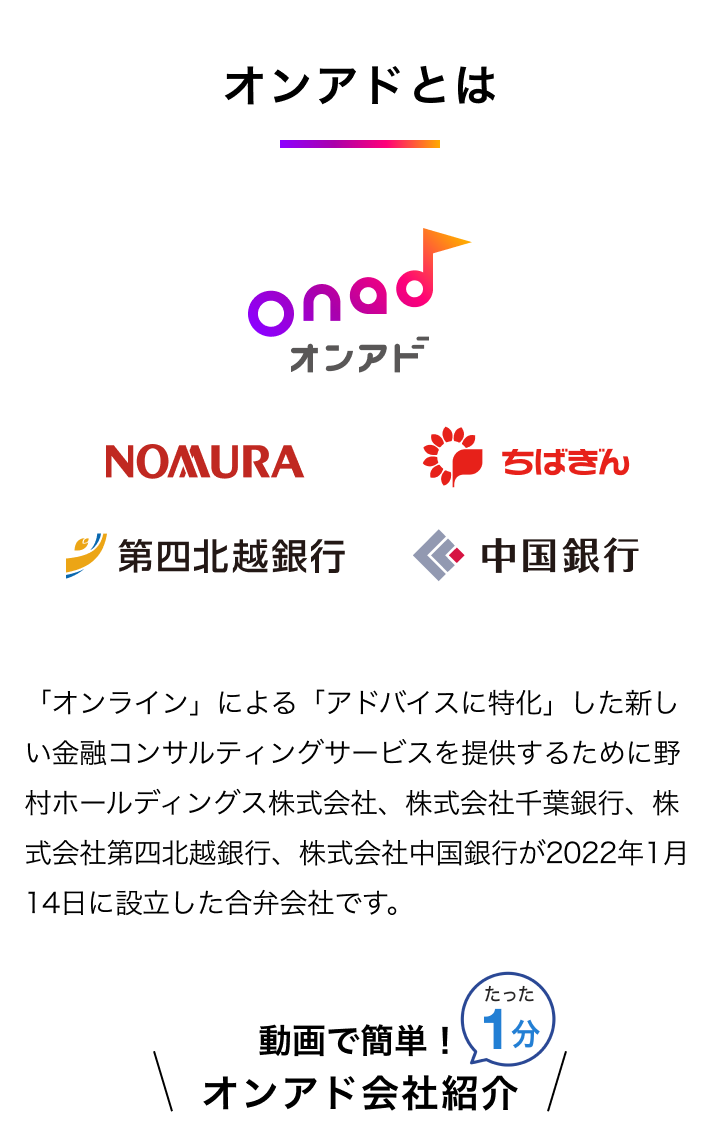 オンアドとは
onad
オンアド
NOMURA
ちばぎん
第四北越銀行
中国銀行
「オンライン」による「アドバイスに特化」した新し
い金融コンサルティングサービスを提供するために野
村ホールディングス株式会社、株式会社千葉銀行、株
式会社第四北越銀行、株式会社中国銀行が2022年1月
14日に設立した合弁会社です。
たった
1分
動画で簡単！
オンアド会社紹介